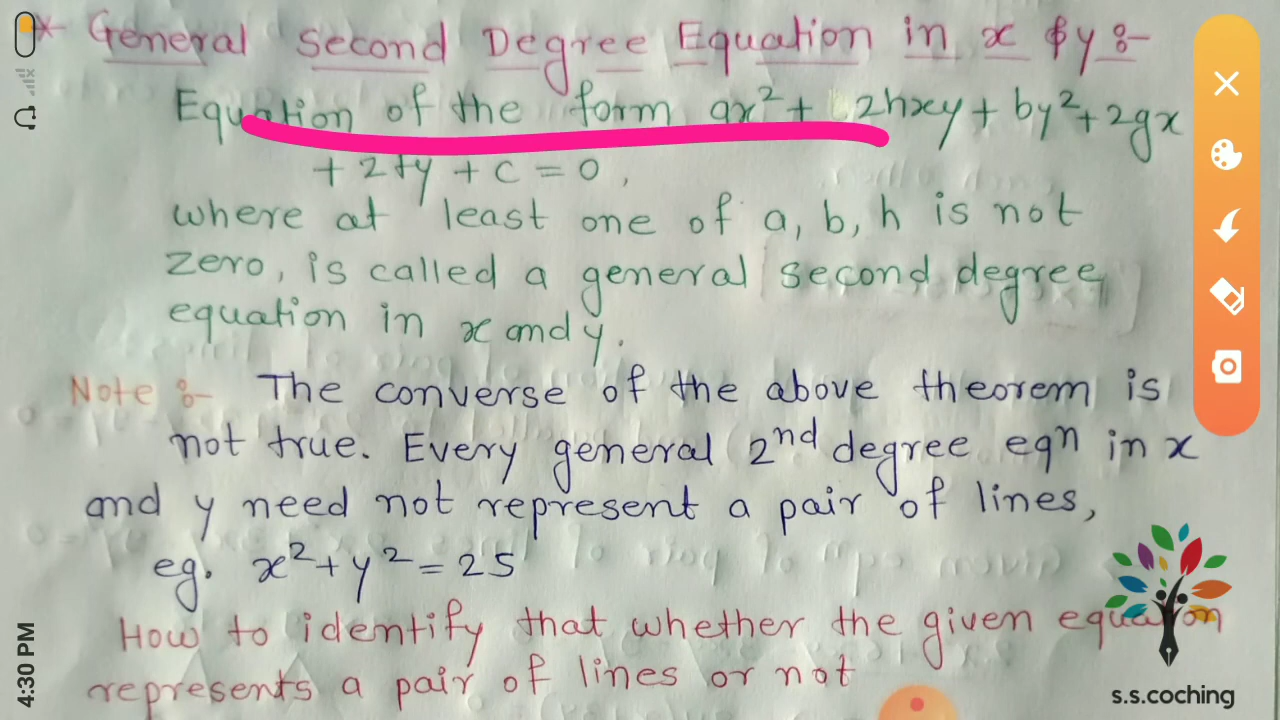 * General Second Degree Equation in x & y :-
Equation of the form ax² + 2hxy + by² + 2gx
+ 2fy + c = 0,
where at least one of a, b, h is not
zero, is called a general second degree
equation in x and y.
Note :- The converse of the above theorem is
not true. Every general 2nd degree eqn in x
and y need not represent a pair of lines,
eg. x² + y² = 25
How to identify that whether the given equation
represents a pair of lines or not
s.s.coching
4:30 PM